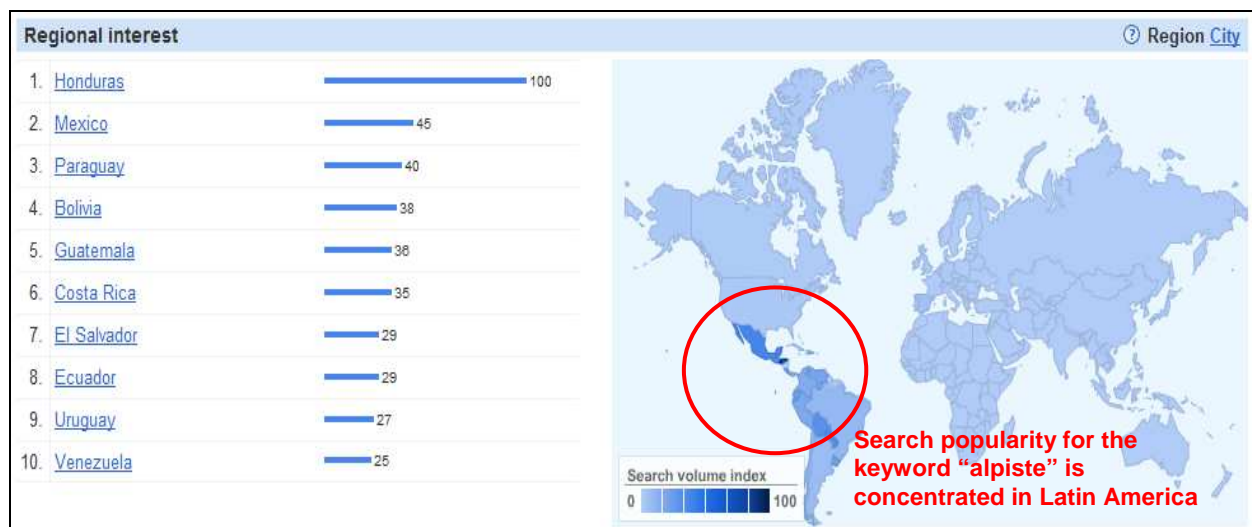 Regional interest
? Region City
1. Honduras 100
2. Mexico 45
3. Paraguay 40
4. Bolivia 38
5. Guatemala 36
6. Costa Rica 35
7. El Salvador 29
8. Ecuador 29
9. Uruguay 27
10. Venezuela 25
Search volume index
0 100
Search popularity for the
keyword “alpiste” is
concentrated in Latin America